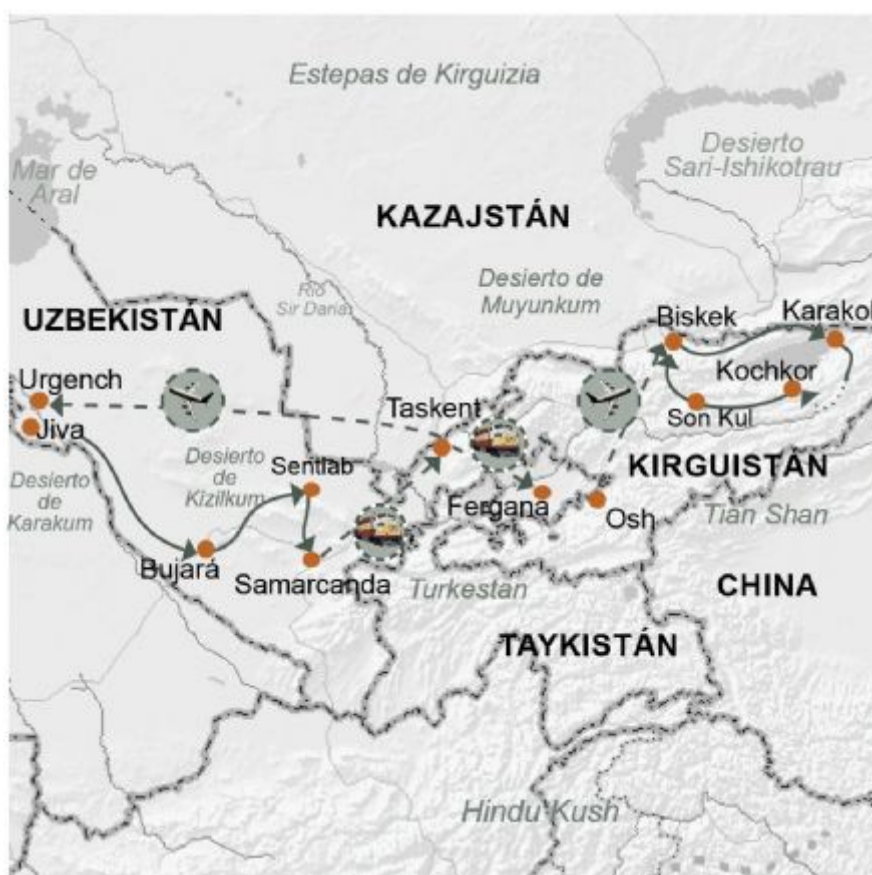 Estepas de Kirguizia
Desierto
Sari-Ishikotrau
Mar de
Aral
KAZAJSTÁN
Desierto de
Muyunkum
Río
Sir Daria
UZBEKISTÁN
Biskek
Karakol
Urgench
Kochkor
Taskent
Son Kul
Jiva
Desierto
de
Karakum
Desierto
de
Kizilkum
Sentlab
KIRGUISTÁN
Fergana
Osh
Tian Shan
Bujará
Samarcanda
Turkestan
CHINA
TAYKISTÁN
Hindu Kush